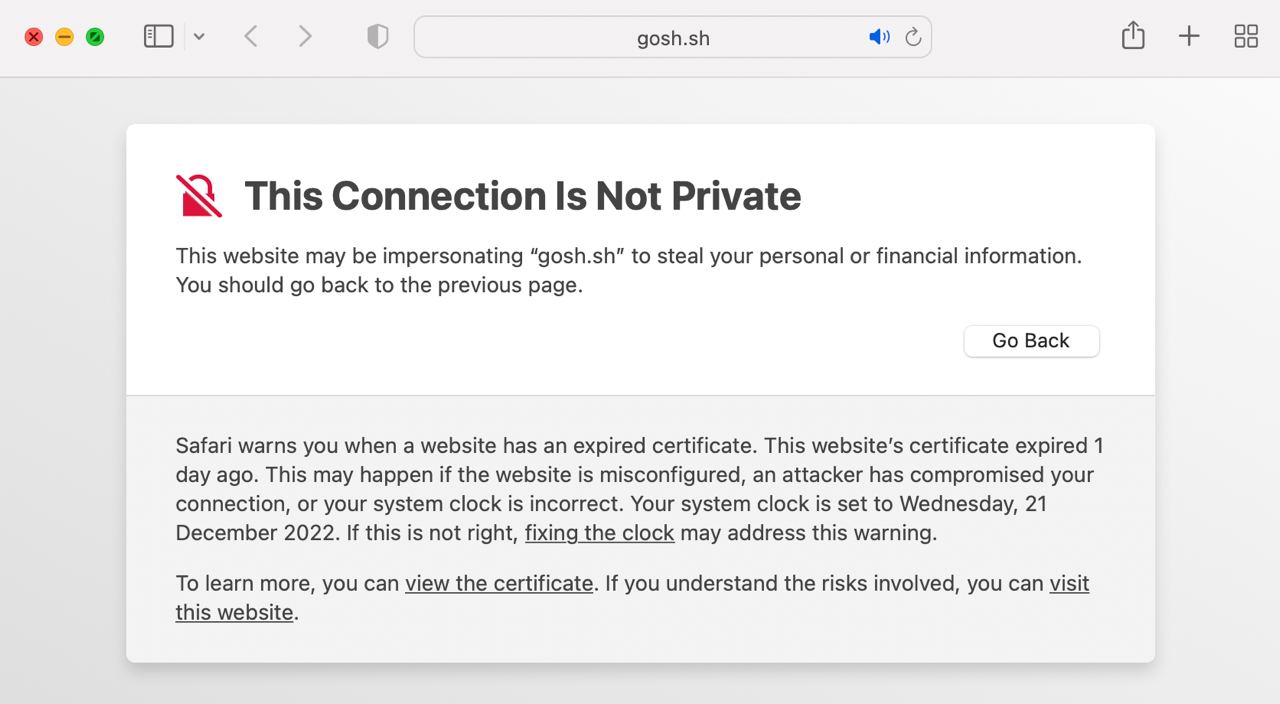 gosh.sh
This Connection Is Not Private
This website may be impersonating “gosh.sh” to steal your personal or financial information.
You should go back to the previous page.
Go Back
Safari warns you when a website has an expired certificate. This website’s certificate expired 1
day ago. This may happen if the website is misconfigured, an attacker has compromised your
connection, or your system clock is incorrect. Your system clock is set to Wednesday, 21
December 2022. If this is not right, fixing the clock may address this warning.
To learn more, you can view the certificate. If you understand the risks involved, you can visit
this website.